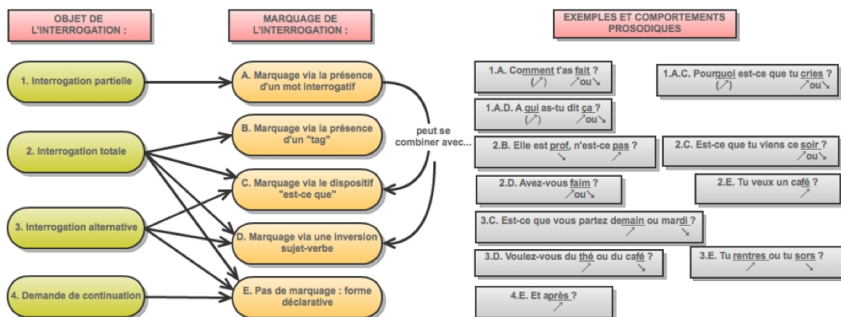 OBJET DE
L'INTERROGATION :
MARQUAGE DE
L'INTERROGATION :
EXEMPLES ET COMPORTEMENTS
PROSODIQUES
1. Interrogation partielle
2. Interrogation totale
3. Interrogation alternative
4. Demande de continuation
A. Marquage via la présence
d'un mot interrogatif
B. Marquage via la présence
d'un "tag"
C. Marquage via le dispositif
"est-ce que"
D. Marquage via une inversion
sujet-verbe
E. Pas de marquage : forme
déclarative
peut se
combiner avec...
1.A. Comment t'as fait ?
(↗) ↗ou↘
1.A.C. Pourquoi est-ce que tu cries ?
(↗) ↗ou↘
1.A.D. A qui as-tu dit ça ?
(↗) ↗ou↘
2.B. Elle est prof, n'est-ce pas ?
↘ ↗
2.C. Est-ce que tu viens ce soir ?
↗ou↘
2.D. Avez-vous faim ?
↗ou↘
2.E. Tu veux un café ?
↗
3.C. Est-ce que vous partez demain ou mardi ?
↗ ↘
3.D. Voulez-vous du thé ou du café ?
↗ ↘
3.E. Tu rentres ou tu sors ?
↗ ↘
4.E. Et après ?
↗